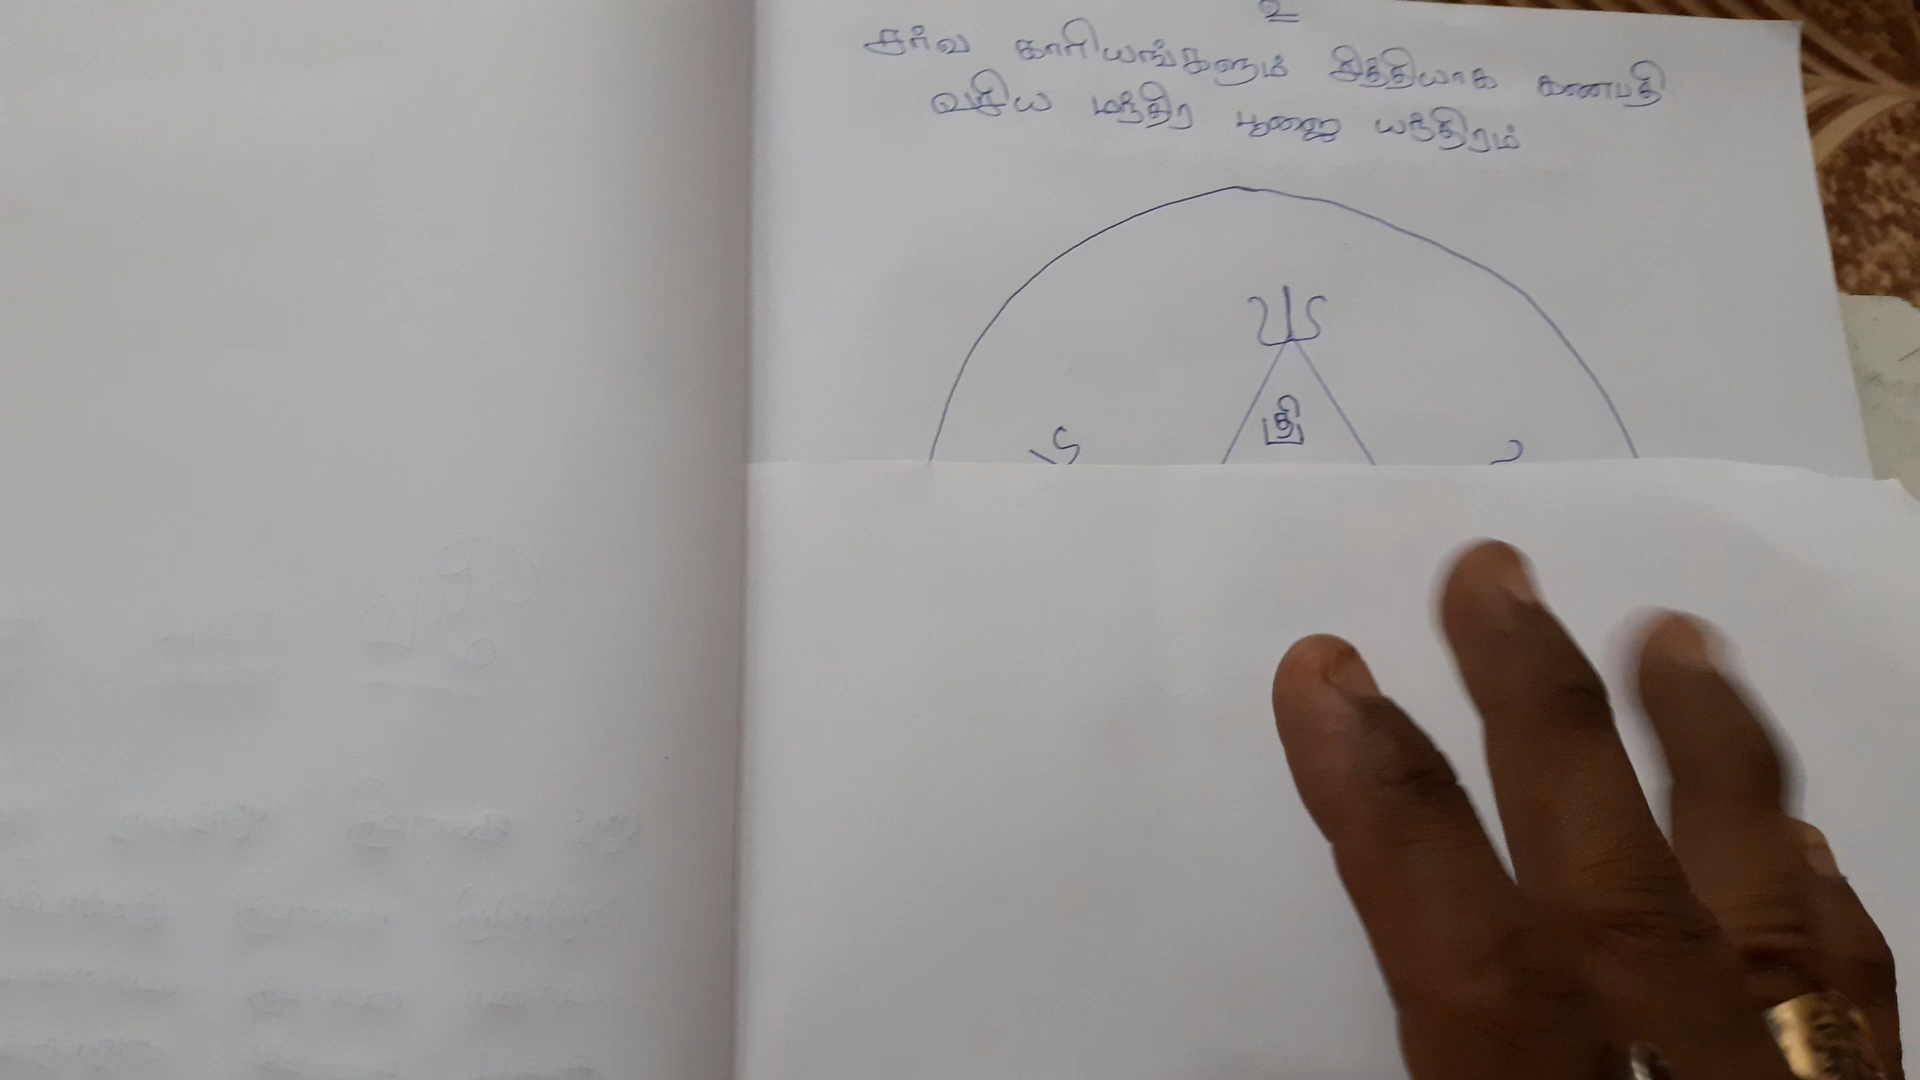 உ
சர்வ காரியங்களும் சித்தியாக கணபதி
வசிய மந்திர பூஜை யந்திரம்
தி